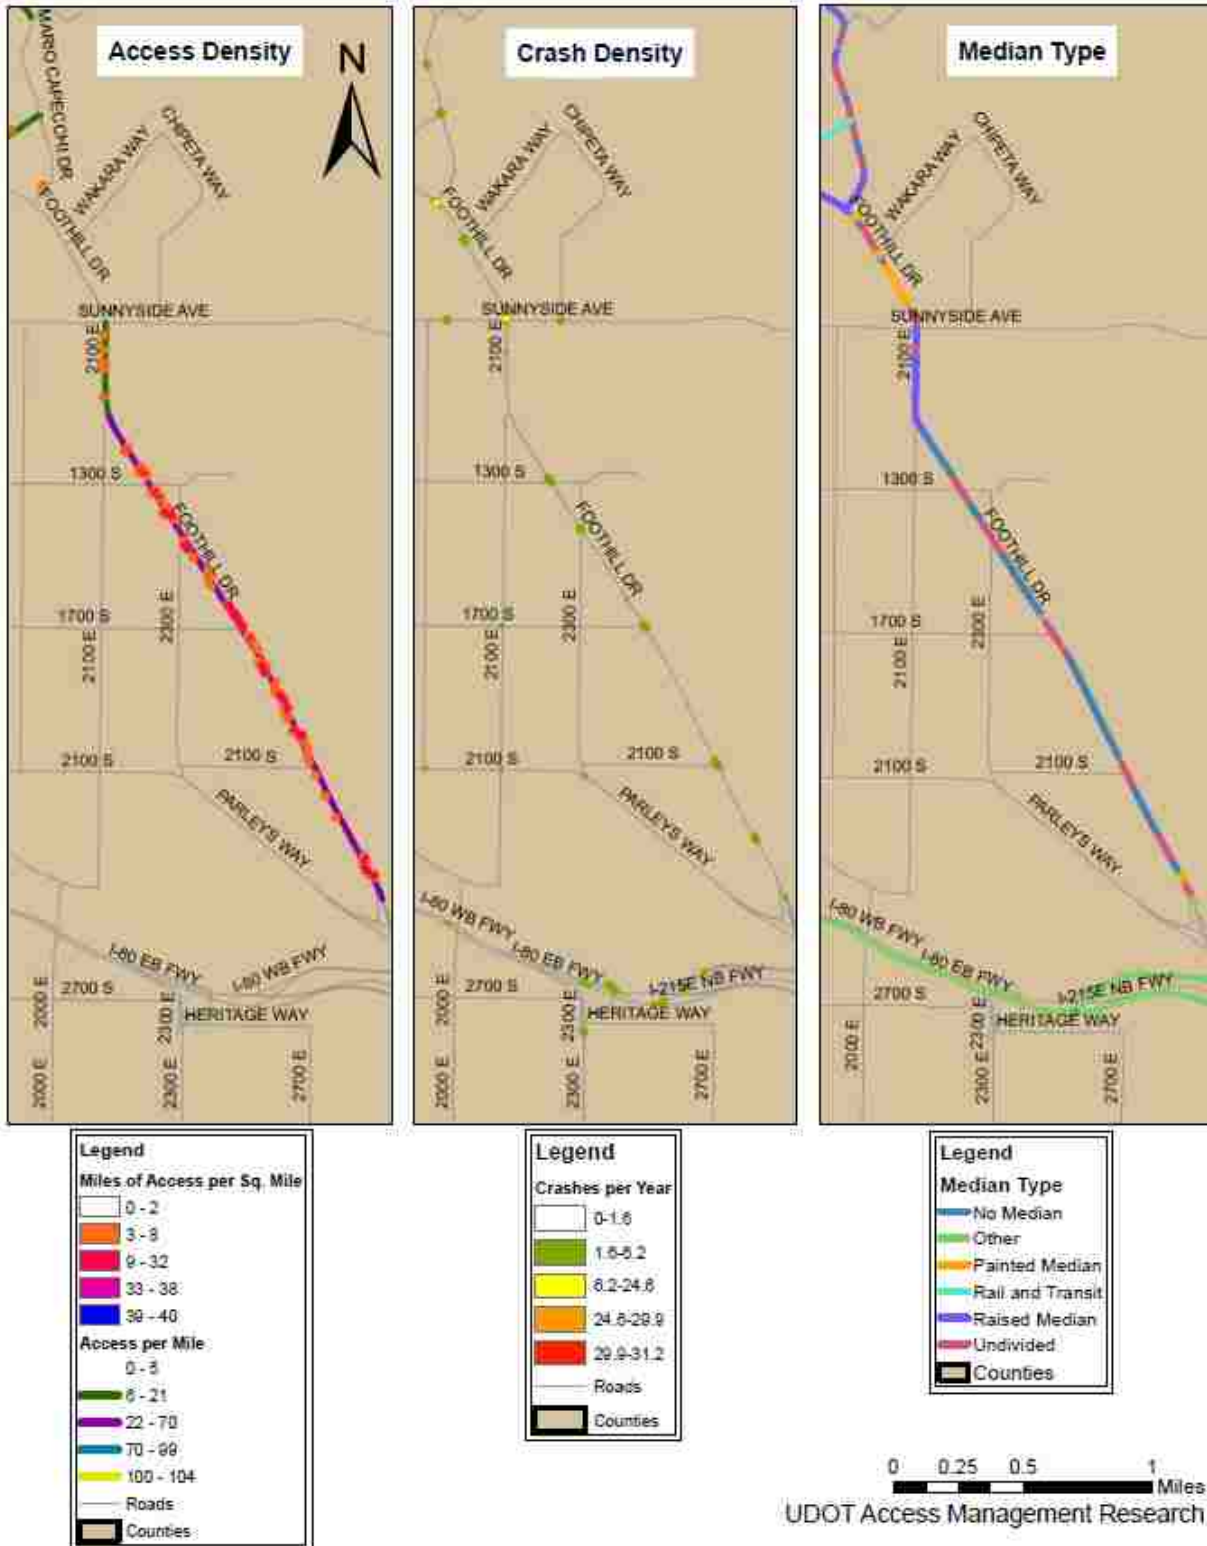 Access Density
N
MARIO CAPECCHI DR
WAKARA WAY
CHIPETA WAY
FOOTHILL DR
SUNNYSIDE AVE
2100 E
1300 S
FOOTHILL DR
1700 S
2300 E
2100 E
2100 S
2100 S
PARLEYS WAY
I-80 EB FWY
I-80 WB FWY
2700 S
2000 E
2300 E
HERITAGE WAY
2000 E
2300 E
2700 E
Crash Density
WAKARA WAY
CHIPETA WAY
FOOTHILL DR
SUNNYSIDE AVE
2100 E
1300 S
FOOTHILL DR
1700 S
2300 E
2100 E
2100 S
2100 S
PARLEYS WAY
I-80 WB FWY
I-80 EB FWY
I-215E NB FWY
2700 S
2000 E
2300 E
HERITAGE WAY
2000 E
2300 E
2700 E
Median Type
WAKARA WAY
CHIPETA WAY
FOOTHILL DR
SUNNYSIDE AVE
2100 E
1300 S
FOOTHILL DR
1700 S
2300 E
2100 E
2100 S
2100 S
PARLEYS WAY
I-80 WB FWY
I-80 EB FWY
I-215E NB FWY
2700 S
2300 E
HERITAGE WAY
2000 E
2300 E
2700 E
Legend
Miles of Access per Sq. Mile
0 - 2
3 - 8
9 - 32
33 - 38
39 - 40
Access per Mile
0 - 5
6 - 21
22 - 70
70 - 99
100 - 104
Roads
Counties
Legend
Crashes per Year
0-1.6
1.6-6.2
6.2-24.6
24.6-29.9
29.9-31.2
Roads
Counties
Legend
Median Type
No Median
Other
Painted Median
Rail and Transit
Raised Median
Undivided
Counties
0 0.25 0.5 1
Miles
UDOT Access Management Research